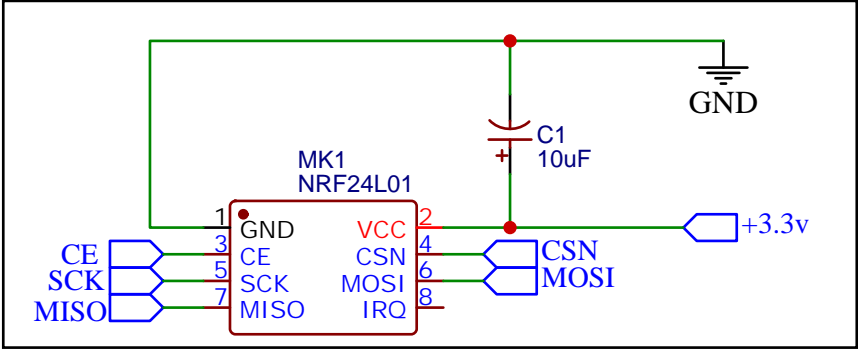 GND
C1
10uF
+
MK1
NRF24L01
1
GND
VCC
2
+3.3v
CE
3
CE
CSN
4
CSN
SCK
5
SCK
MOSI
6
MOSI
MISO
7
MISO
IRQ
8